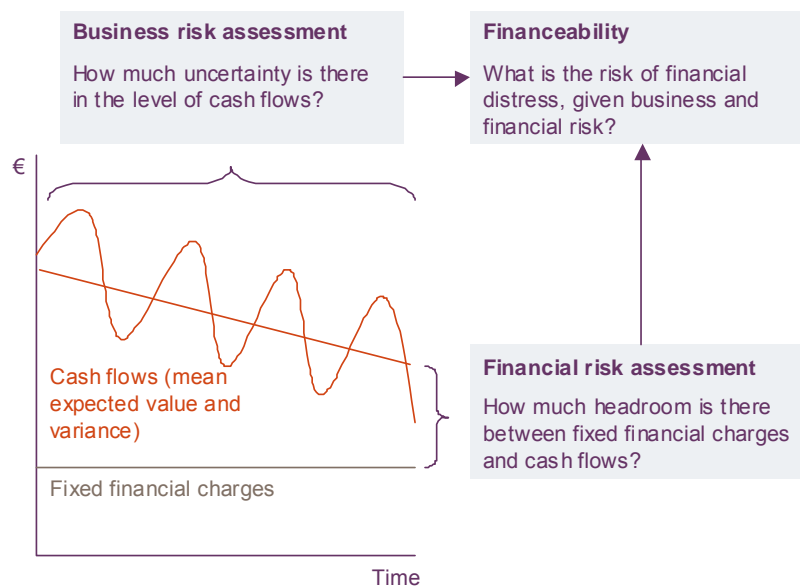 Business risk assessment
How much uncertainty is there
in the level of cash flows?
Financeability
What is the risk of financial
distress, given business and
financial risk?
€
Cash flows (mean
expected value and
variance)
Fixed financial charges
Time
Financial risk assessment
How much headroom is there
between fixed financial charges
and cash flows?